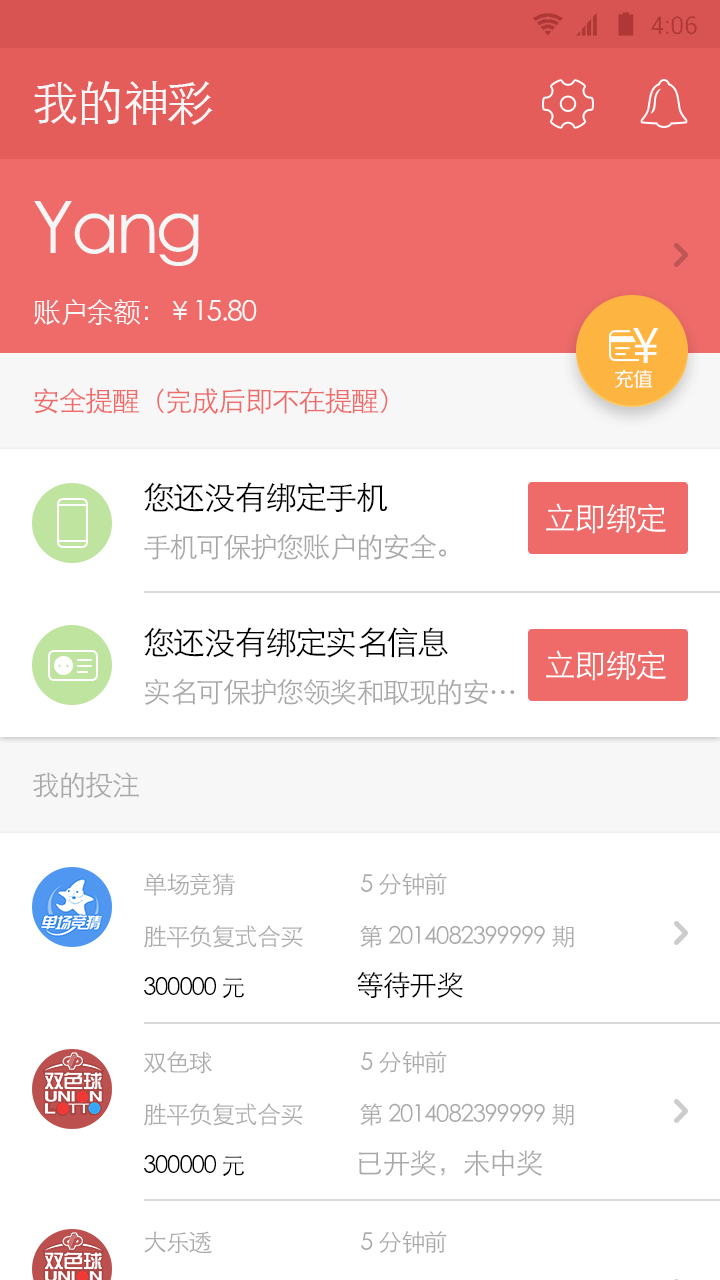 4:06
我的神彩
Yang
账户余额： ￥15.80
¥
充值
安全提醒（完成后即不在提醒）
您还没有绑定手机
手机可保护您账户的安全。
立即绑定
您还没有绑定实名信息
实名可保护您领奖和取现的安…
立即绑定
我的投注
单场竞猜
单场竞猜 5 分钟前
胜平负复式合买 第 2014082399999 期
300000 元 等待开奖
双色球
UNION
LOTTO
双色球 5 分钟前
胜平负复式合买 第 2014082399999 期
300000 元 已开奖，未中奖
双色球
UNION
大乐透 5 分钟前